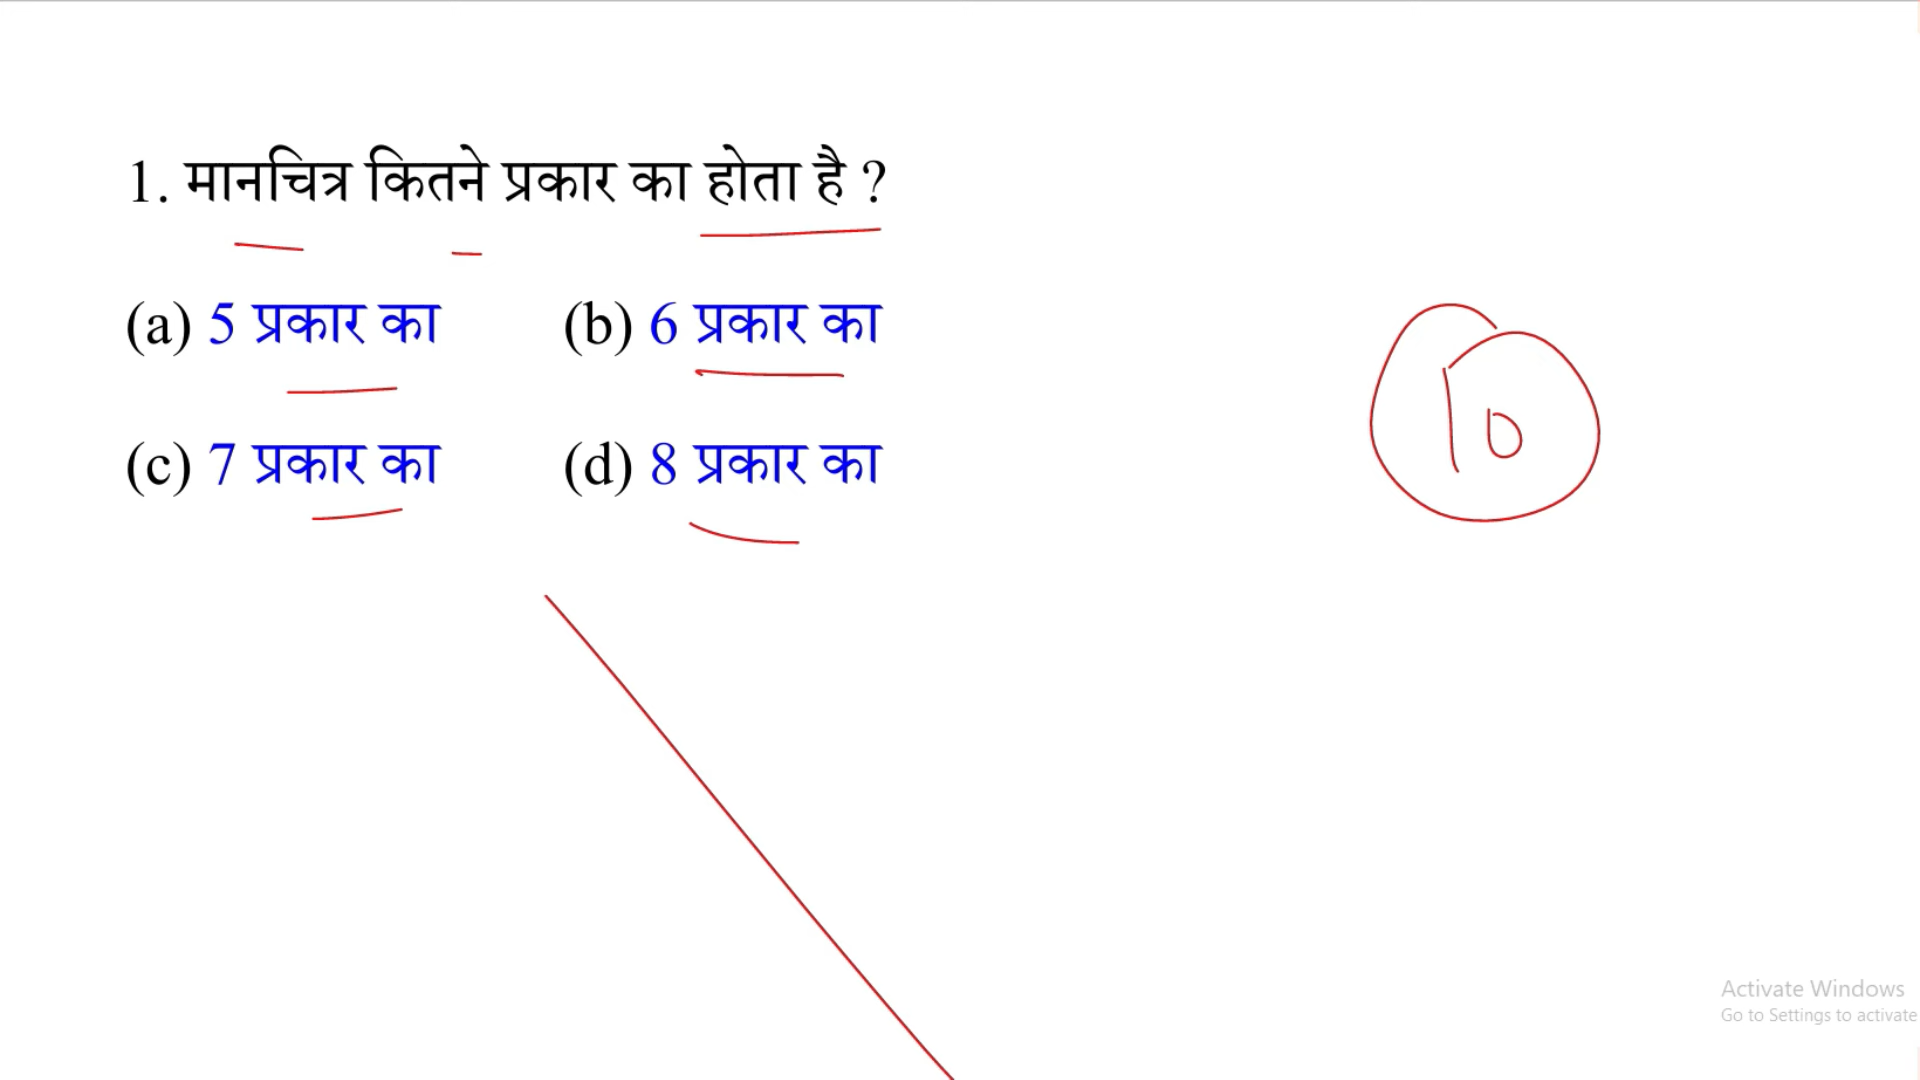 1. मानचित्र कितने प्रकार का होता है ?
(a) 5 प्रकार का (b) 6 प्रकार का
(c) 7 प्रकार का (d) 8 प्रकार का
10
Activate Windows
Go to Settings to activate